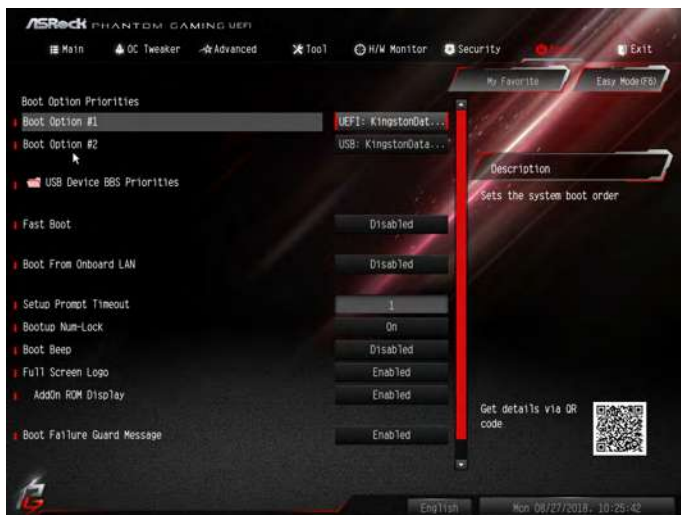 ASRock PHANTOM GAMING UEFI
Main OC Tweaker Advanced Tool H/W Monitor Security Boot Exit
My Favorite Easy Mode(F6)
Boot Option Priorities
Boot Option #1 UEFI: KingstonDat...
Boot Option #2 USB: KingstonData...
USB Device BBS Priorities
Fast Boot Disabled
Boot From Onboard LAN Disabled
Setup Prompt Timeout 1
Bootup Num-Lock On
Boot Beep Disabled
Full Screen Logo Enabled
AddOn ROM Display Enabled
Boot Failure Guard Message Enabled
Description
Sets the system boot order
Get details via QR
code
English Mon 08/27/2018. 10:25:42